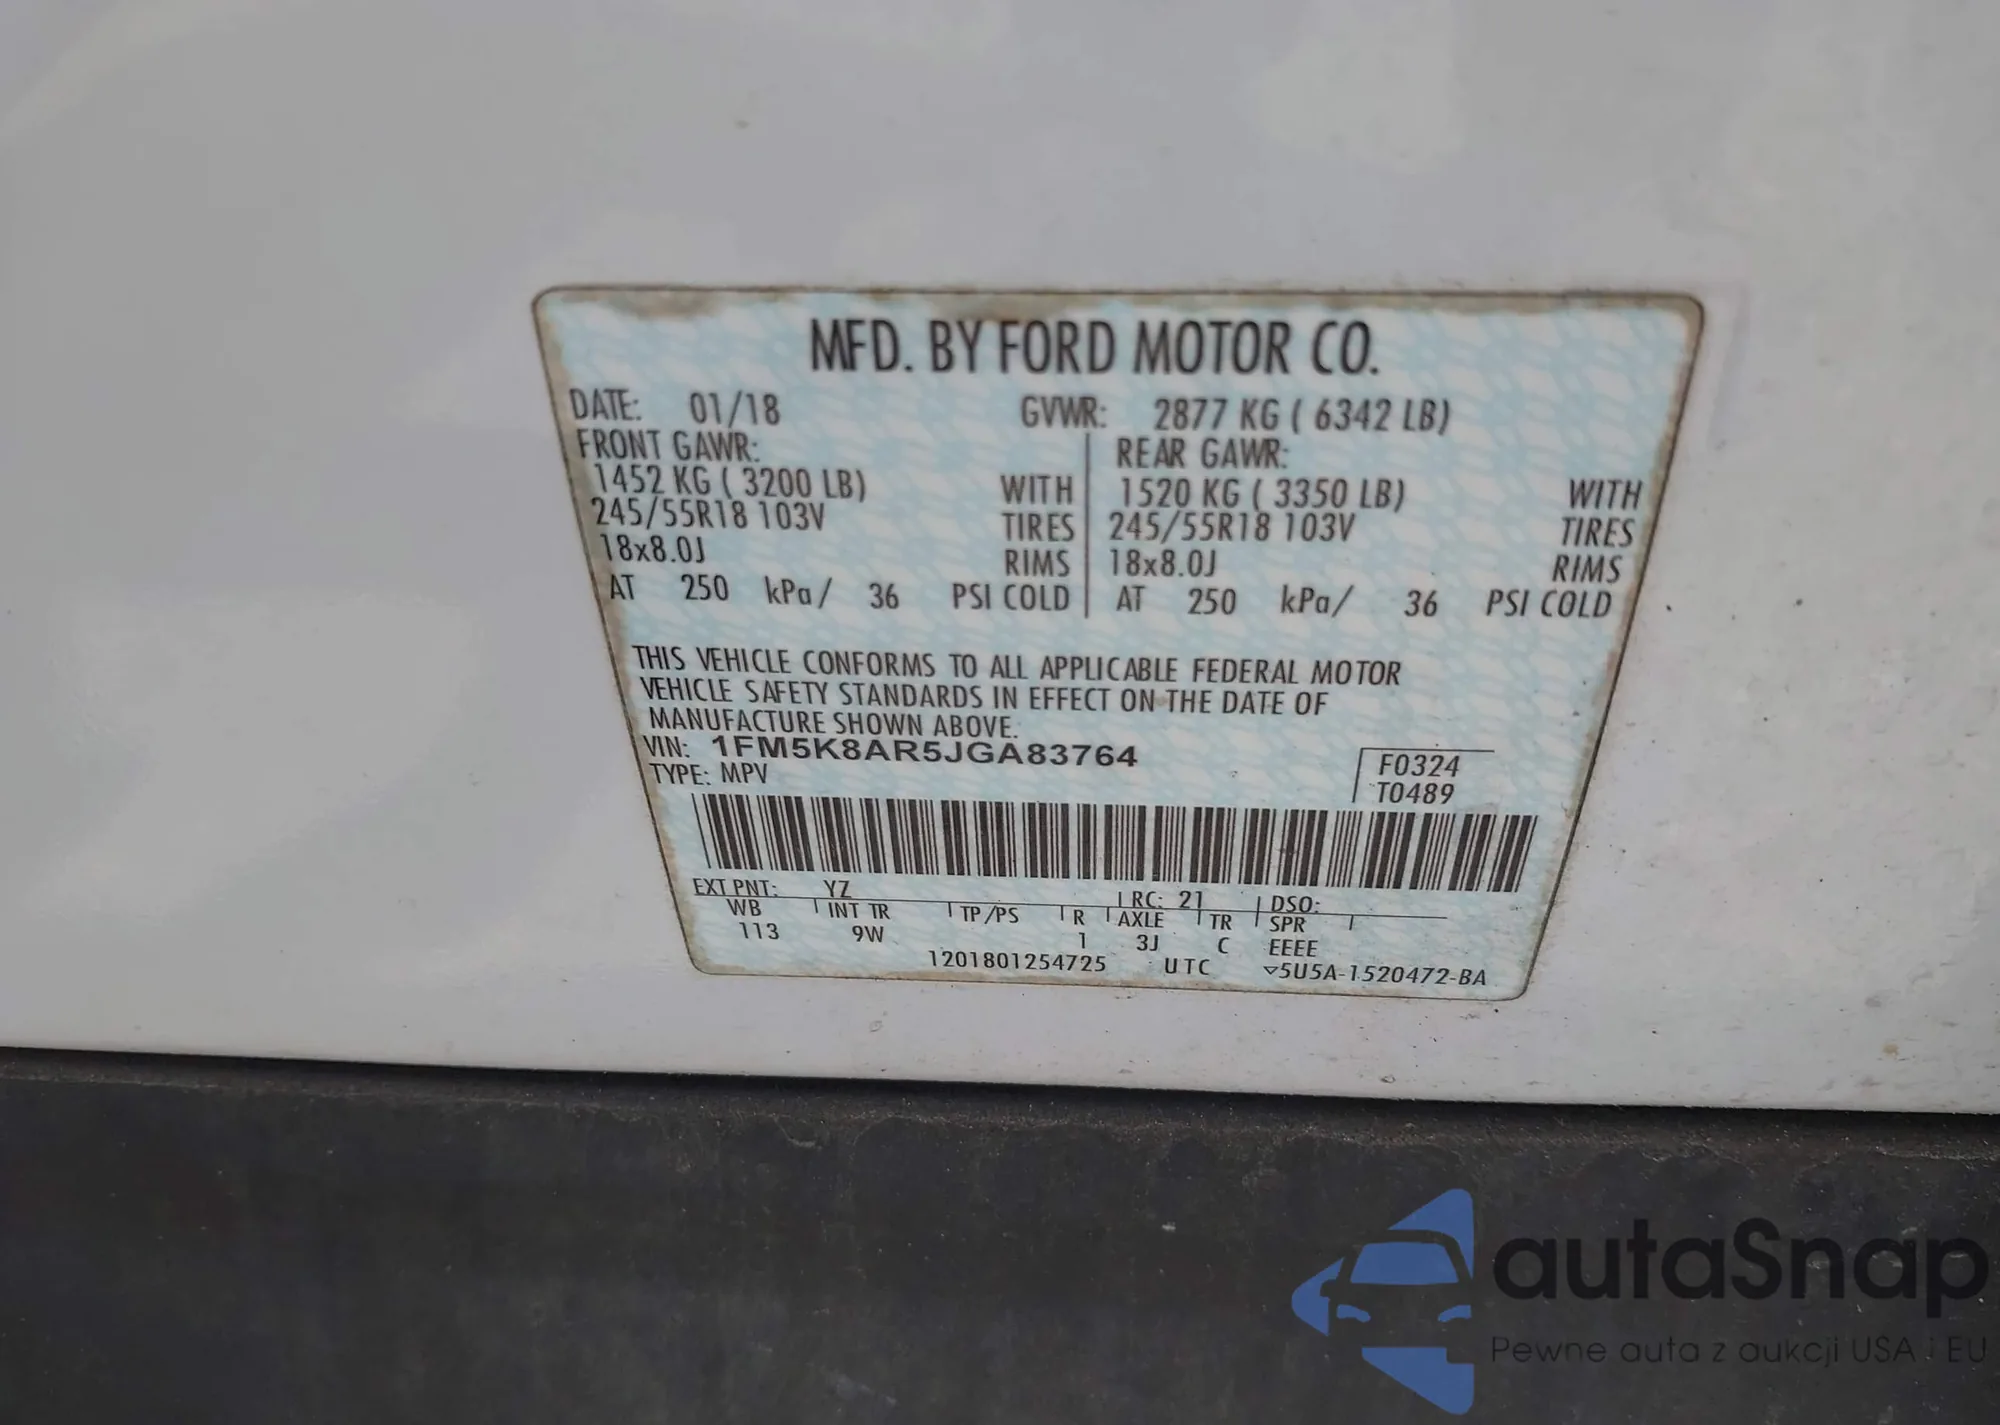 MFD. BY FORD MOTOR CO.
DATE: 01/18 GVWR: 2877 KG ( 6342 LB)
FRONT GAWR: REAR GAWR:
1452 KG ( 3200 LB) WITH 1520 KG ( 3350 LB) WITH
245/55R18 103V TIRES 245/55R18 103V TIRES
18x8.0J RIMS 18x8.0J RIMS
AT 250 kPa/ 36 PSI COLD AT 250 kPa/ 36 PSI COLD
THIS VEHICLE CONFORMS TO ALL APPLICABLE FEDERAL MOTOR
VEHICLE SAFETY STANDARDS IN EFFECT ON THE DATE OF
MANUFACTURE SHOWN ABOVE.
VIN: 1FM5K8AR5JGA83764 F0324
TYPE: MPV T0489
EXT PNT: YZ RC: 21 DSO:
WB INT TR TP/PS R AXLE TR SPR
113 9W 1 3J C EEEE
1201801254725 UTC ▽5U5A-1520472-BA
autaSnap
Pewne auta z aukcji USA i EU